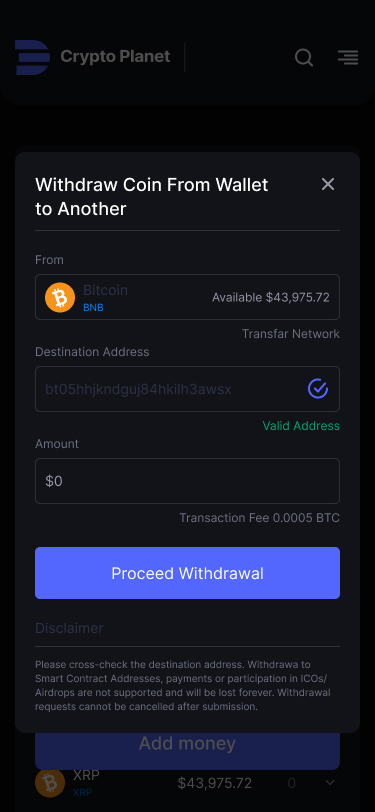 Crypto Planet
Withdraw Coin From Wallet
to Another
From
Bitcoin
BNB
Available $43,975.72
Transfar Network
Destination Address
bt05hhjkndguj84hkilh3awsx
Valid Address
Amount
$0
Transaction Fee 0.0005 BTC
Proceed Withdrawal
Disclaimer
Please cross-check the destination address. Withdrawa to
Smart Contract Addresses, payments or participation in ICOs/
Airdrops are not supported and will be lost forever. Withdrawal
requests cannot be cancelled after submission.
Add money
XRP
XRP
$43,975.72
0